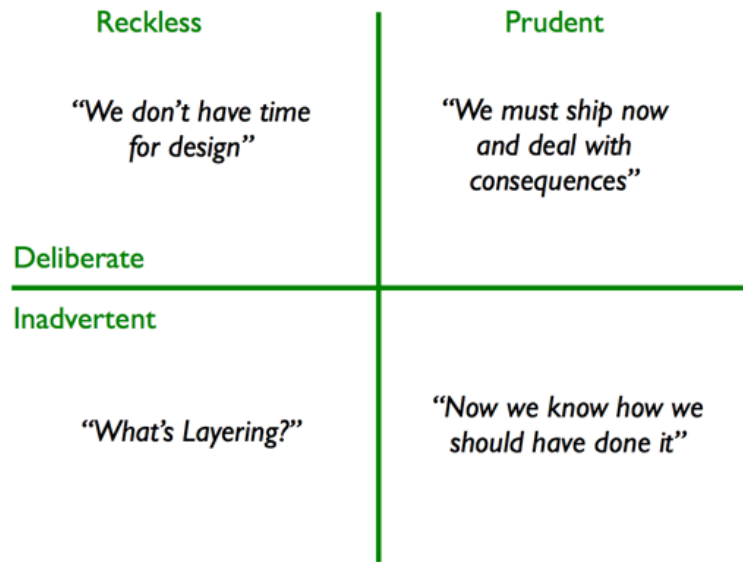 Reckless
Prudent
“We don’t have time
for design”
“We must ship now
and deal with
consequences”
Deliberate
Inadvertent
“What’s Layering?”
“Now we know how we
should have done it”